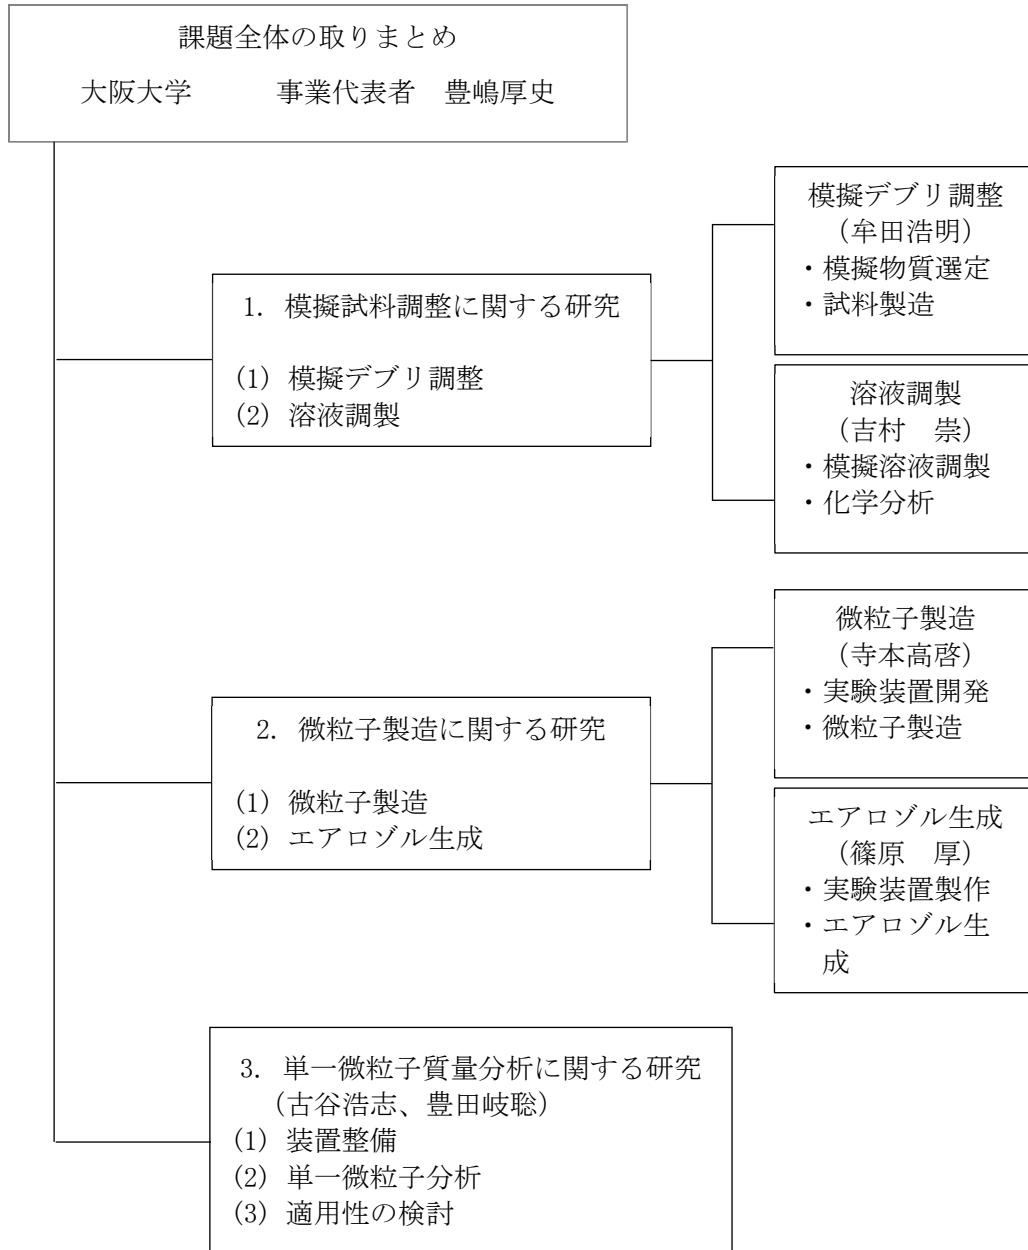 課題全体の取りまとめ
大阪大学　　　事業代表者　豊嶋厚史
1. 模擬試料調整に関する研究
(1) 模擬デブリ調整
(2) 溶液調製
模擬デブリ調整
（牟田浩明）
・模擬物質選定
・試料製造
溶液調製
（吉村　崇）
・模擬溶液調製
・化学分析
2. 微粒子製造に関する研究
(1) 微粒子製造
(2) エアロゾル生成
微粒子製造
（寺本高啓）
・実験装置開発
・微粒子製造
エアロゾル生成
（篠原　厚）
・実験装置製作
・エアロゾル生
成
3. 単一微粒子質量分析に関する研究
（古谷浩志、豊田岐聡）
(1) 装置整備
(2) 単一微粒子分析
(3) 適用性の検討